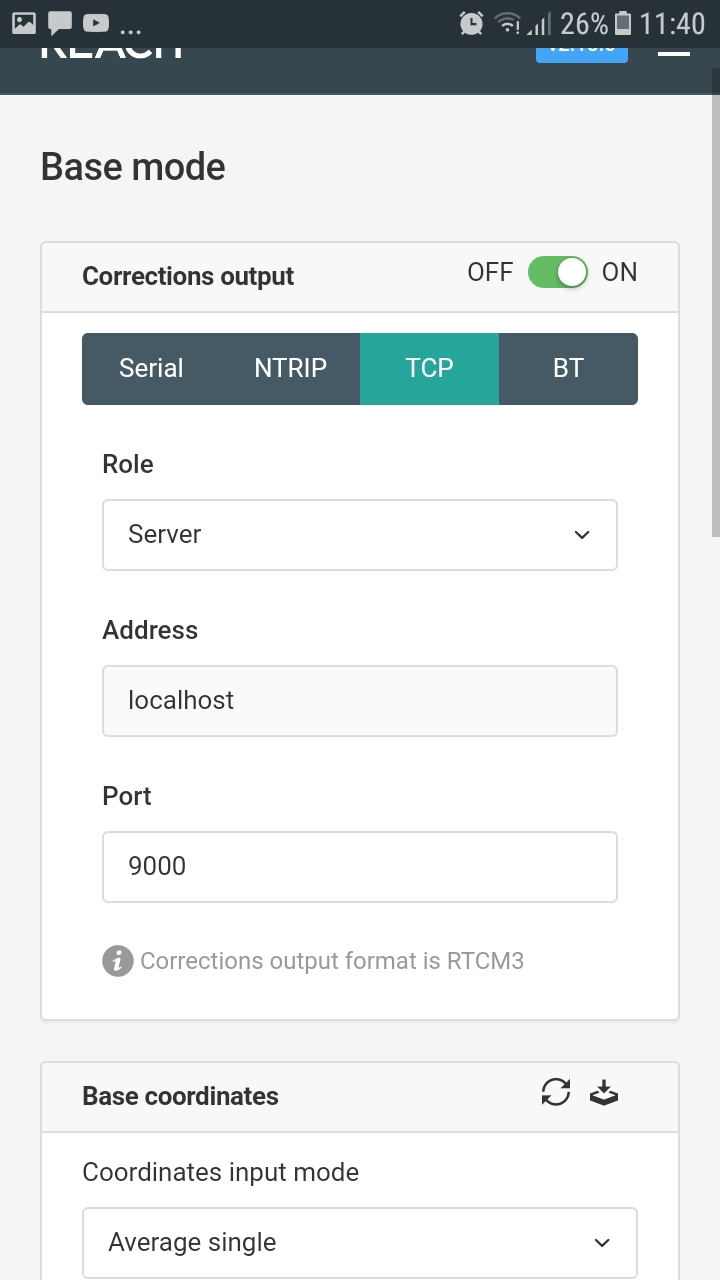 ... 26% 11:40
REACH
Base mode
Corrections output OFF ON
Serial NTRIP TCP BT
Role
Server
Address
localhost
Port
9000
Corrections output format is RTCM3
Base coordinates
Coordinates input mode
Average single